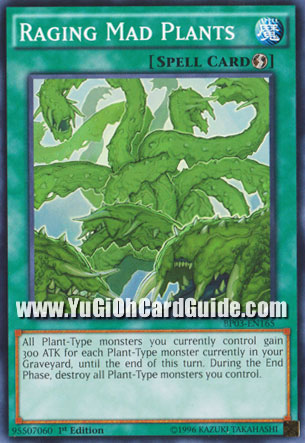 RAGING MAD PLANTS
魔
[SPELL CARD]
www.YuGiOhCardGuide.com
BP03-EN165
All Plant-Type monsters you currently control gain
300 ATK for each Plant-Type monster currently in your
Graveyard, until the end of this turn. During the End
Phase, destroy all Plant-Type monsters you control.
95507060 1st Edition ©1996 KAZUKI TAKAHASHI